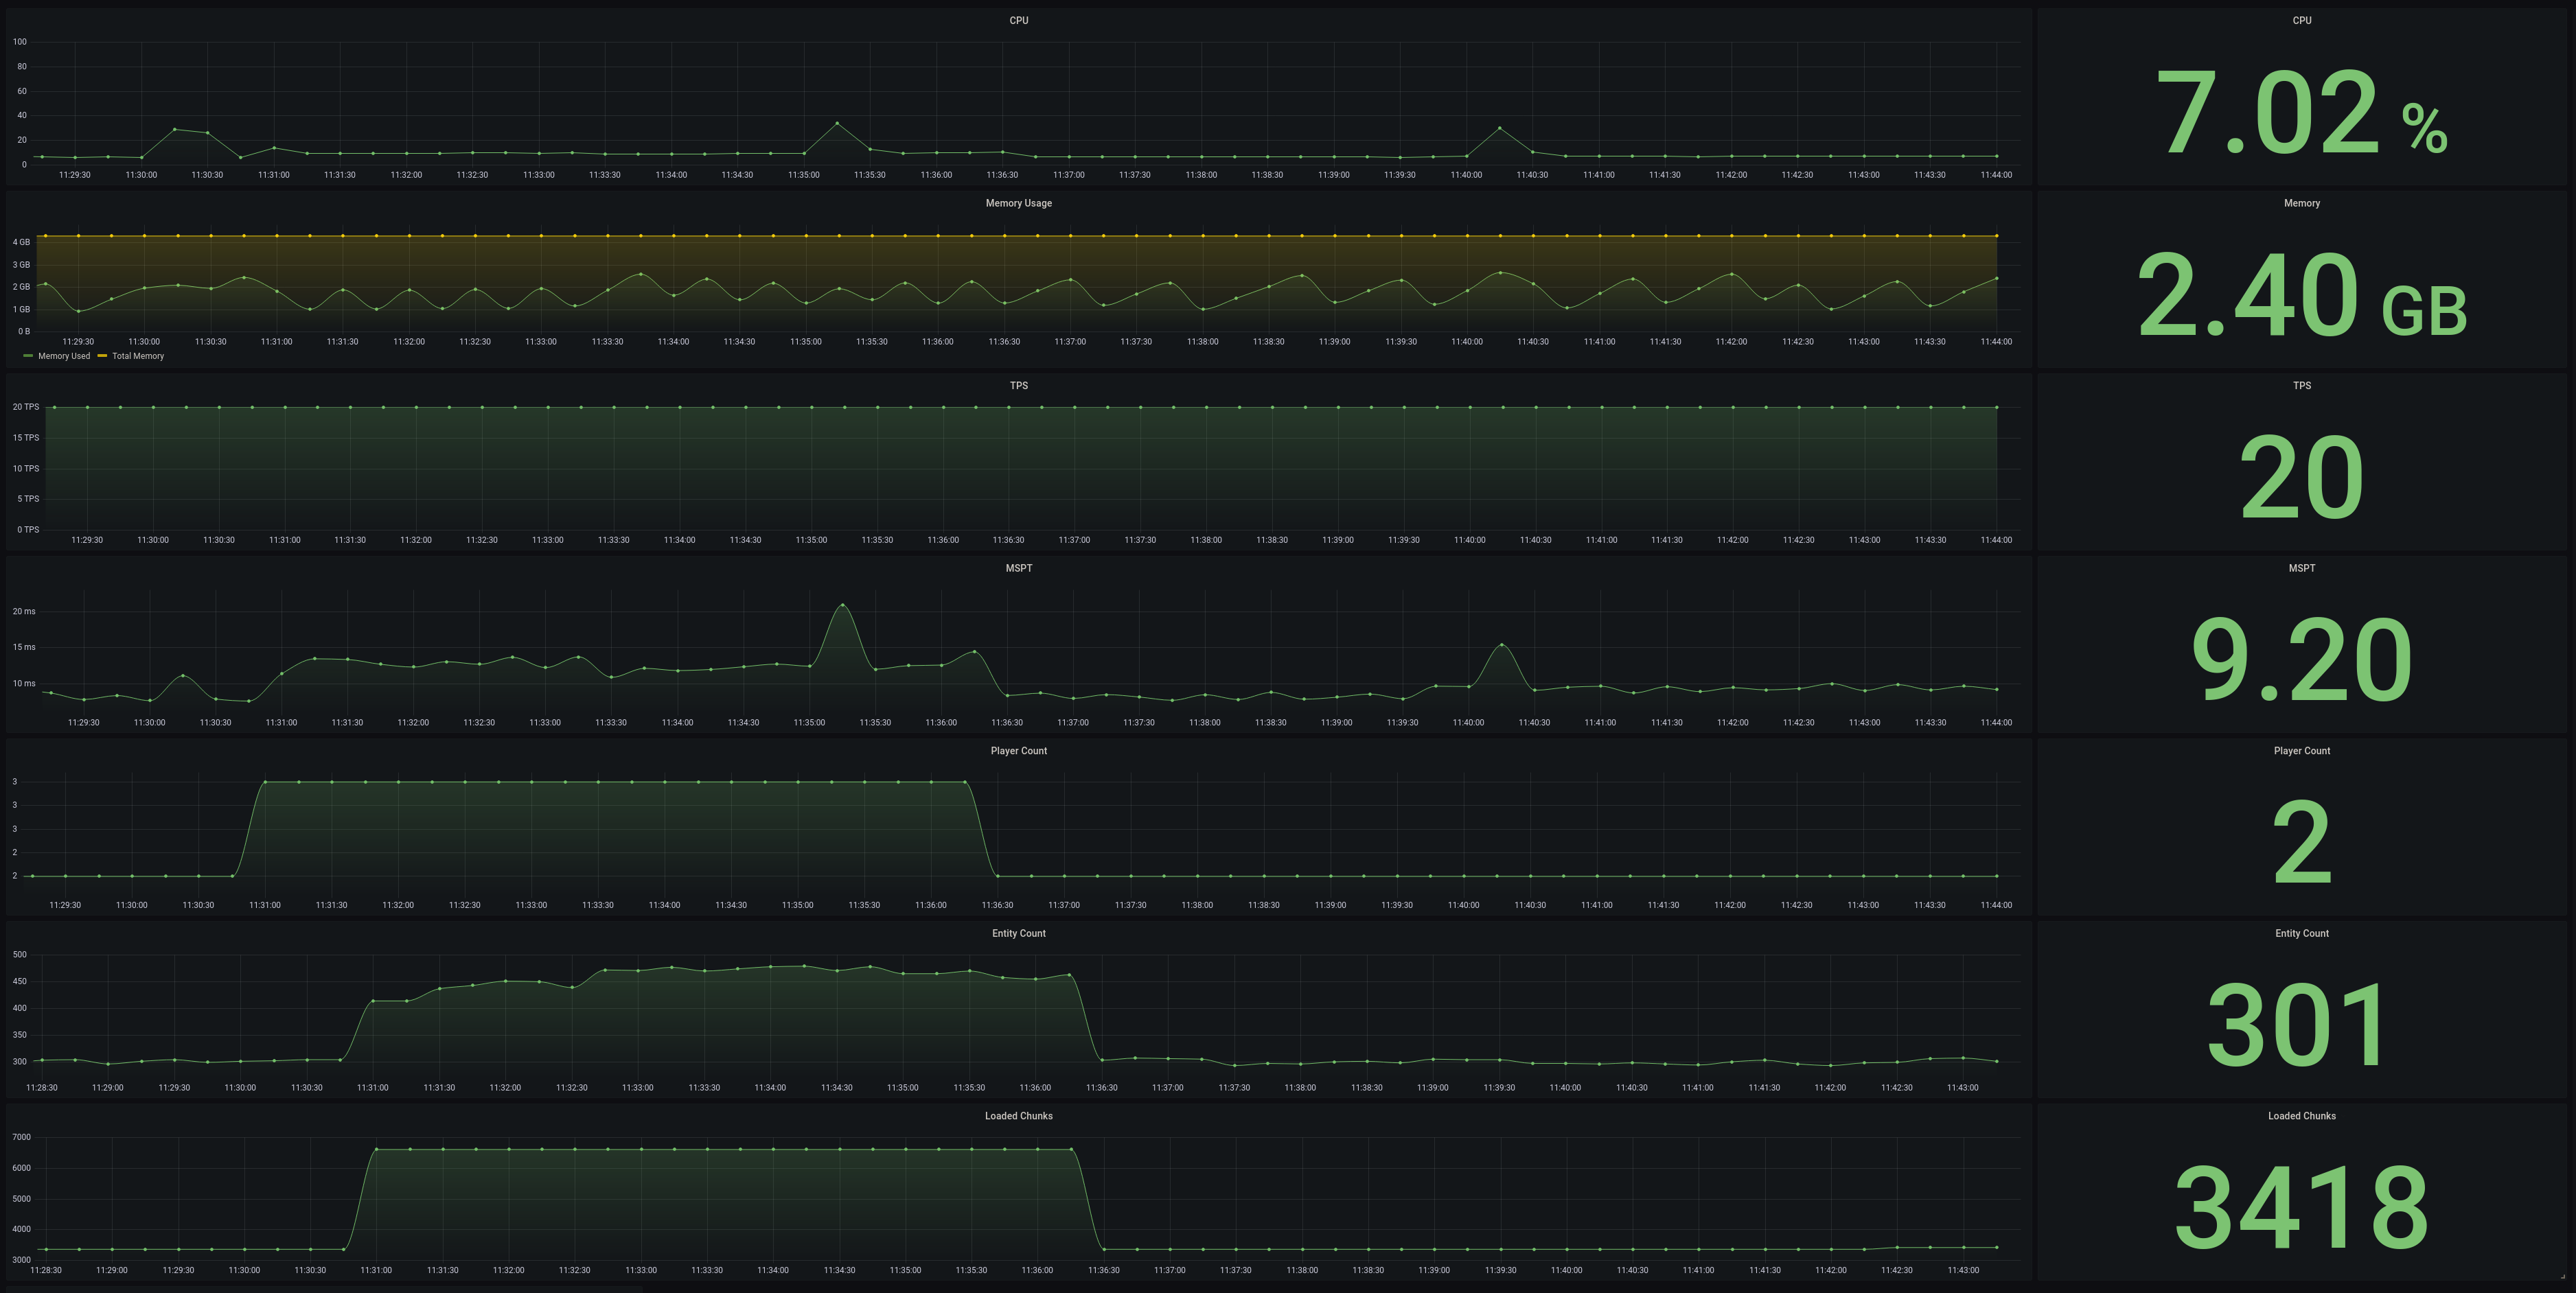 CPU
100
80
60
40
20
0
11:29:30 11:30:00 11:30:30 11:31:00 11:31:30 11:32:00 11:32:30 11:33:00 11:33:30 11:34:00 11:34:30 11:35:00 11:35:30 11:36:00 11:36:30 11:37:00 11:37:30 11:38:00 11:38:30 11:39:00 11:39:30 11:40:00 11:40:30 11:41:00 11:41:30 11:42:00 11:42:30 11:43:00 11:43:30 11:44:00
CPU
7.02 %
Memory Usage
4 GB
3 GB
2 GB
1 GB
0 B
11:29:30 11:30:00 11:30:30 11:31:00 11:31:30 11:32:00 11:32:30 11:33:00 11:33:30 11:34:00 11:34:30 11:35:00 11:35:30 11:36:00 11:36:30 11:37:00 11:37:30 11:38:00 11:38:30 11:39:00 11:39:30 11:40:00 11:40:30 11:41:00 11:41:30 11:42:00 11:42:30 11:43:00 11:43:30 11:44:00
Memory Used Total Memory
Memory
2.40 GB
TPS
20 TPS
15 TPS
10 TPS
5 TPS
0 TPS
11:29:30 11:30:00 11:30:30 11:31:00 11:31:30 11:32:00 11:32:30 11:33:00 11:33:30 11:34:00 11:34:30 11:35:00 11:35:30 11:36:00 11:36:30 11:37:00 11:37:30 11:38:00 11:38:30 11:39:00 11:39:30 11:40:00 11:40:30 11:41:00 11:41:30 11:42:00 11:42:30 11:43:00 11:43:30 11:44:00
TPS
20
MSPT
20 ms
15 ms
10 ms
11:29:30 11:30:00 11:30:30 11:31:00 11:31:30 11:32:00 11:32:30 11:33:00 11:33:30 11:34:00 11:34:30 11:35:00 11:35:30 11:36:00 11:36:30 11:37:00 11:37:30 11:38:00 11:38:30 11:39:00 11:39:30 11:40:00 11:40:30 11:41:00 11:41:30 11:42:00 11:42:30 11:43:00 11:43:30 11:44:00
MSPT
9.20
Player Count
3
3
3
2
2
11:29:30 11:30:00 11:30:30 11:31:00 11:31:30 11:32:00 11:32:30 11:33:00 11:33:30 11:34:00 11:34:30 11:35:00 11:35:30 11:36:00 11:36:30 11:37:00 11:37:30 11:38:00 11:38:30 11:39:00 11:39:30 11:40:00 11:40:30 11:41:00 11:41:30 11:42:00 11:42:30 11:43:00 11:43:30 11:44:00
Player Count
2
Entity Count
500
450
400
350
300
11:28:30 11:29:00 11:29:30 11:30:00 11:30:30 11:31:00 11:31:30 11:32:00 11:32:30 11:33:00 11:33:30 11:34:00 11:34:30 11:35:00 11:35:30 11:36:00 11:36:30 11:37:00 11:37:30 11:38:00 11:38:30 11:39:00 11:39:30 11:40:00 11:40:30 11:41:00 11:41:30 11:42:00 11:42:30 11:43:00
Entity Count
301
Loaded Chunks
7000
6000
5000
4000
3000
11:28:30 11:29:00 11:29:30 11:30:00 11:30:30 11:31:00 11:31:30 11:32:00 11:32:30 11:33:00 11:33:30 11:34:00 11:34:30 11:35:00 11:35:30 11:36:00 11:36:30 11:37:00 11:37:30 11:38:00 11:38:30 11:39:00 11:39:30 11:40:00 11:40:30 11:41:00 11:41:30 11:42:00 11:42:30 11:43:00
Loaded Chunks
3418